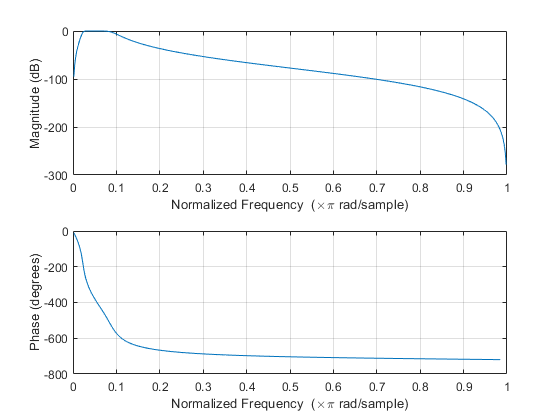 Magnitude (dB)
0
-100
-200
-300
0 0.1 0.2 0.3 0.4 0.5 0.6 0.7 0.8 0.9 1
Normalized Frequency (×π rad/sample)
Phase (degrees)
0
-200
-400
-600
-800
0 0.1 0.2 0.3 0.4 0.5 0.6 0.7 0.8 0.9 1
Normalized Frequency (×π rad/sample)